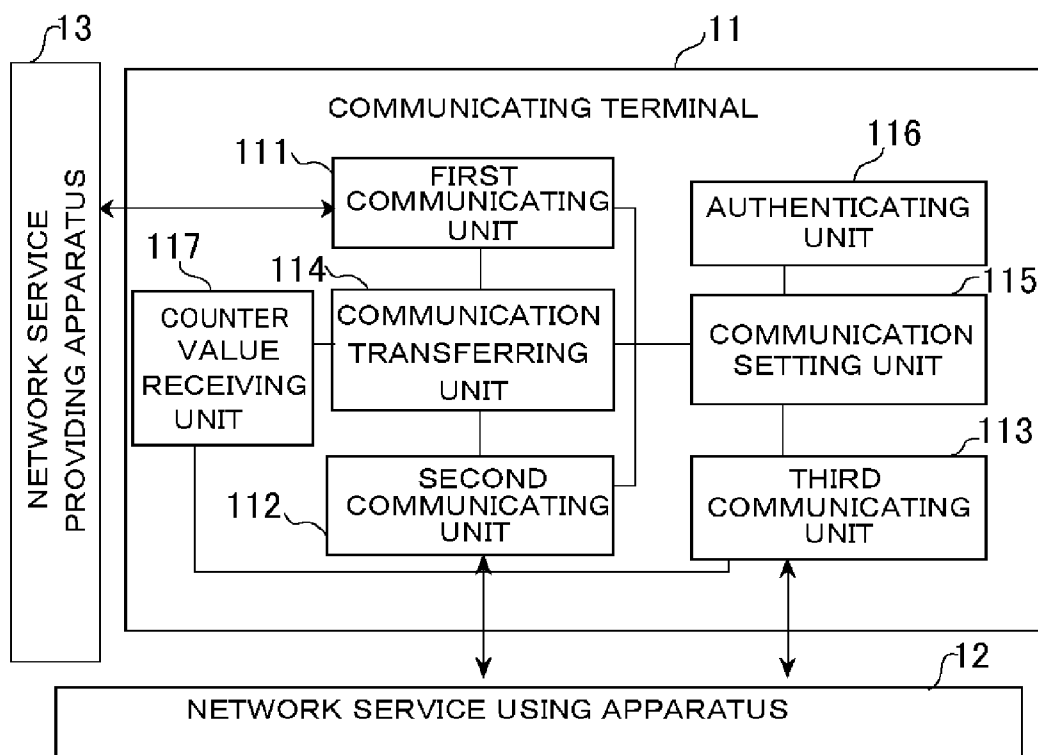 13
11
NETWORK SERVICE
PROVIDING APPARATUS
COMMUNICATING TERMINAL
111
FIRST
COMMUNICATING
UNIT
116
AUTHENTICATING
UNIT
117
COUNTER
VALUE
RECEIVING
UNIT
114
COMMUNICATION
TRANSFERRING
UNIT
115
COMMUNICATION
SETTING UNIT
112
SECOND
COMMUNICATING
UNIT
113
THIRD
COMMUNICATING
UNIT
12
NETWORK SERVICE USING APPARATUS